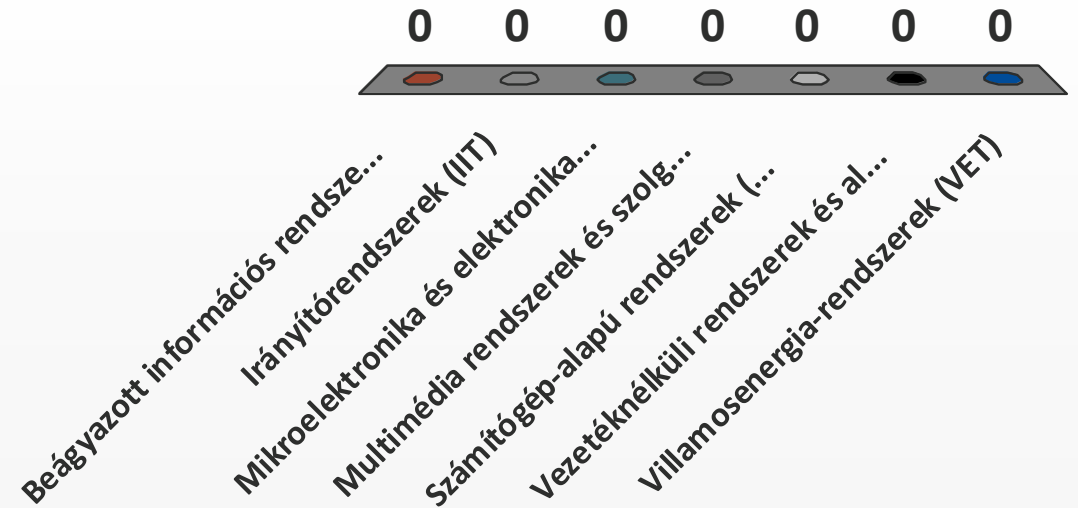 0 0 0 0 0 0 0
Beágyazott információs rendsze...
Irányítórendszerek (IIT)
Mikroelektronika és elektronika...
Multimédia rendszerek és szolg...
Számítógép-alapú rendszerek (...
Vezetéknélküli rendszerek és al...
Villamosenergia-rendszerek (VET)